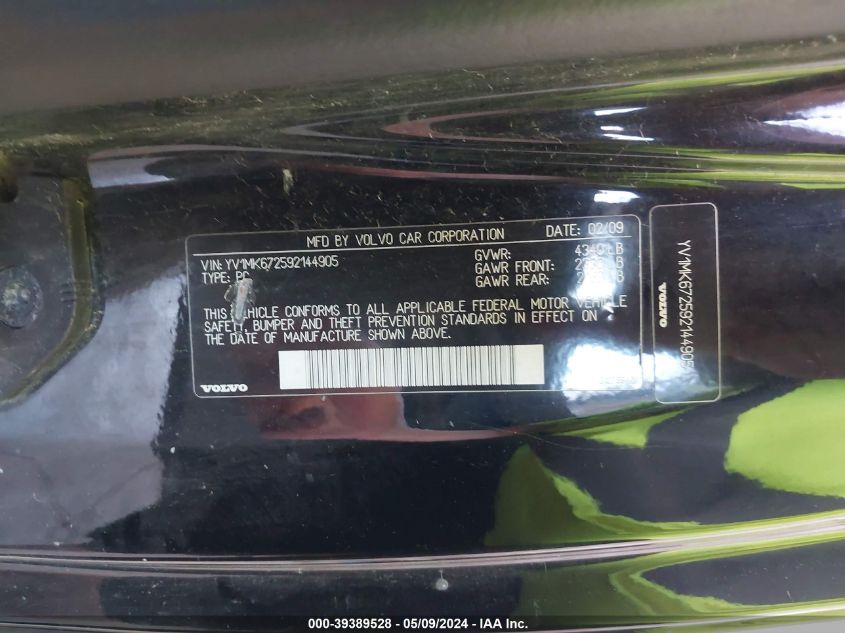 MFD BY VOLVO CAR CORPORATION DATE: 02/09
VIN: YV1MK672592144905
TYPE: PC
GVWR: 4340 LB
GAWR FRONT:
GAWR REAR:
THIS VEHICLE CONFORMS TO ALL APPLICABLE FEDERAL MOTOR VEHICLE
SAFETY, BUMPER AND THEFT PREVENTION STANDARDS IN EFFECT ON
THE DATE OF MANUFACTURE SHOWN ABOVE.
VOLVO
YV1MK672592144905
VOLVO
000-39389528 - 05/09/2024 - IAA Inc.